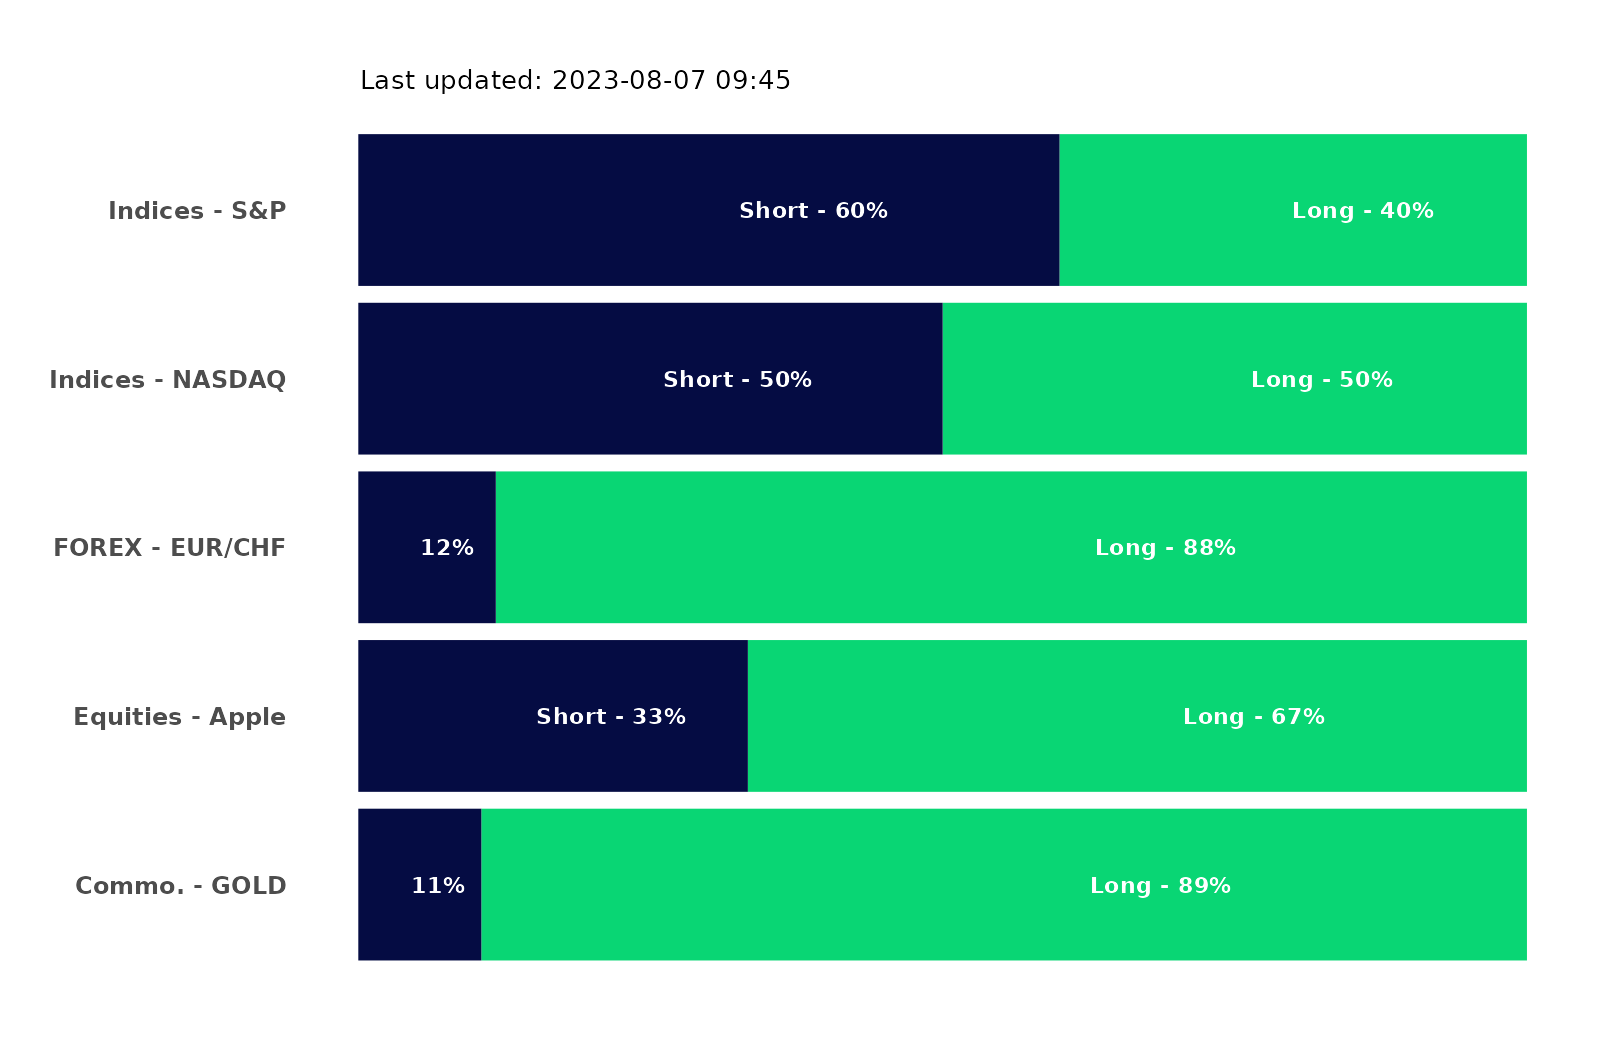 Last updated: 2023-08-07 09:45
Indices - S&P Short - 60% Long - 40%
Indices - NASDAQ Short - 50% Long - 50%
FOREX - EUR/CHF 12% Long - 88%
Equities - Apple Short - 33% Long - 67%
Commo. - GOLD 11% Long - 89%